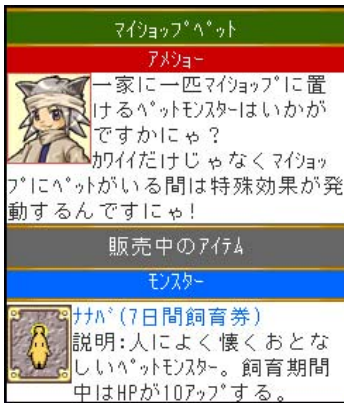 マイショップペット
アメショー
一家に一匹マイショップに置
けるペットモンスターはいかが
ですかにゃ?
カワイイだけじゃなくマイショッ
プにペットがいる間は特殊効果が発
動するんですにゃ!
販売中のアイテム
モンスター
ナナバ(7日間飼育券)
説明:人によく懐くおとな
しいペットモンスター。飼育期間
中はHPが10アップする。